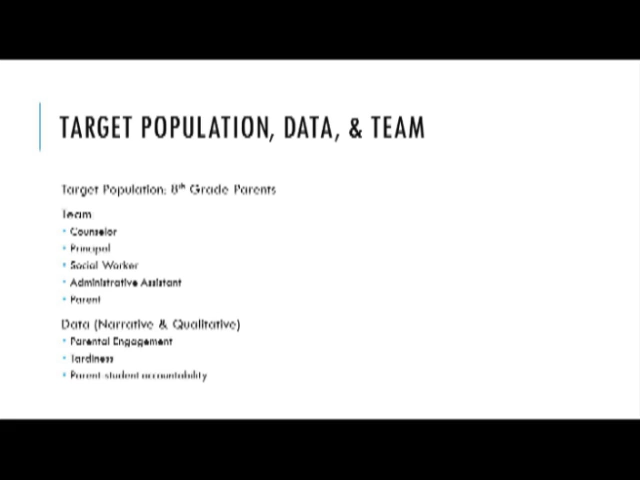 TARGET POPULATION, DATA, & TEAM
Target Population: 8th Grade Parents
Team
Counselor
Principal
Social Worker
Administrative Assistant
Parent
Data (Narrative & Qualitative)
Parental Engagement
Tardiness
Parent student accountability